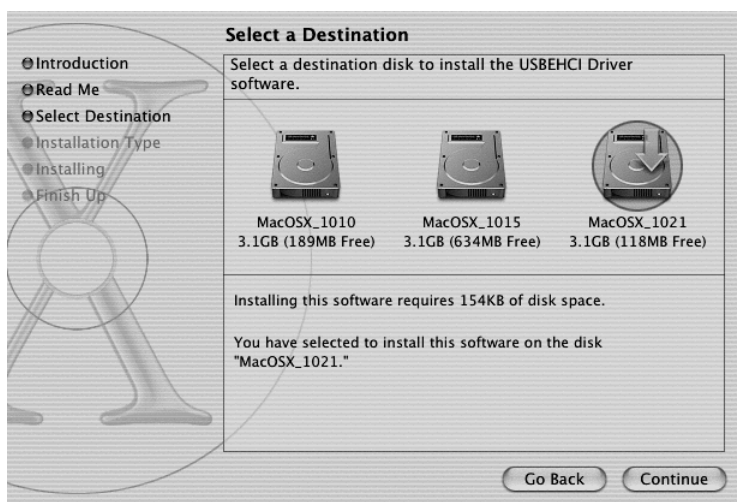 Select a Destination
Introduction
Read Me
Select Destination
Installation Type
Installing
Finish Up
Select a destination disk to install the USBEHCI Driver
software.
MacOSX_1010
3.1GB (189MB Free)
MacOSX_1015
3.1GB (634MB Free)
MacOSX_1021
3.1GB (118MB Free)
Installing this software requires 154KB of disk space.
You have selected to install this software on the disk
"MacOSX_1021."
Go Back
Continue